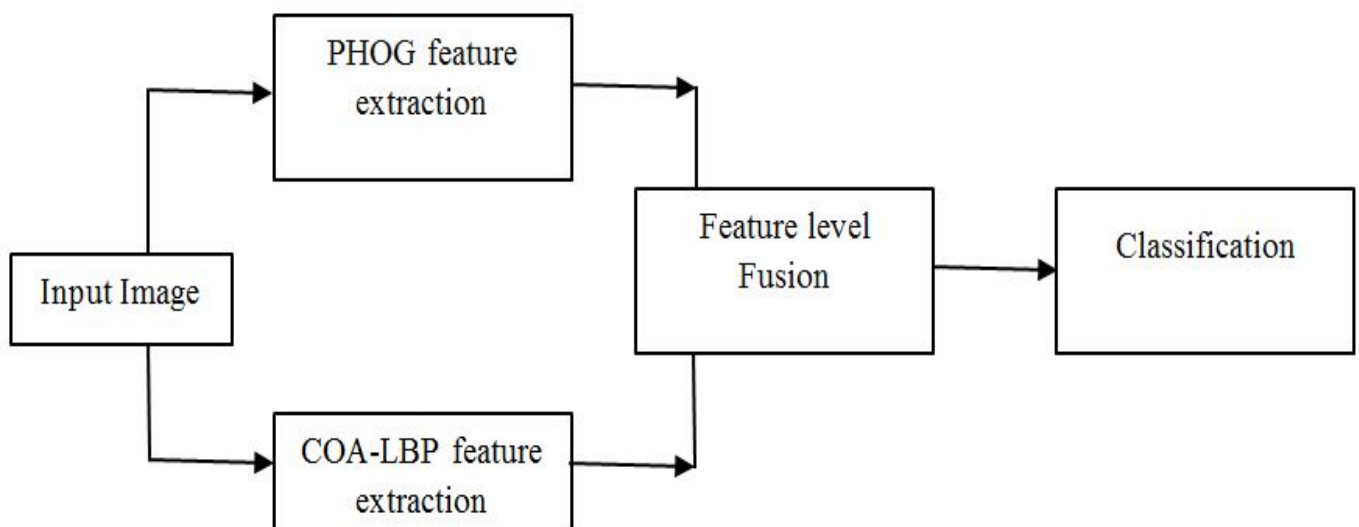 PHOG feature
extraction
Input Image
COA-LBP feature
extraction
Feature level
Fusion
Classification